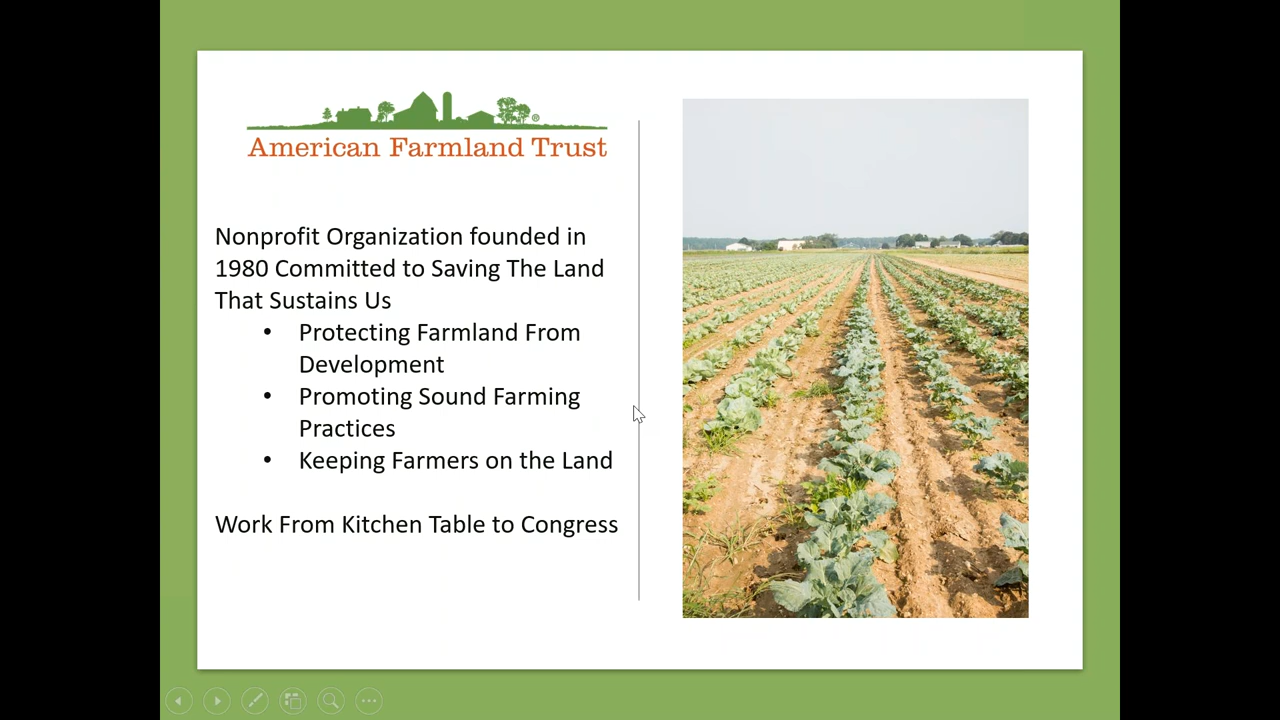 ®
American Farmland Trust
Nonprofit Organization founded in
1980 Committed to Saving The Land
That Sustains Us
• Protecting Farmland From
Development
• Promoting Sound Farming
Practices
• Keeping Farmers on the Land
Work From Kitchen Table to Congress